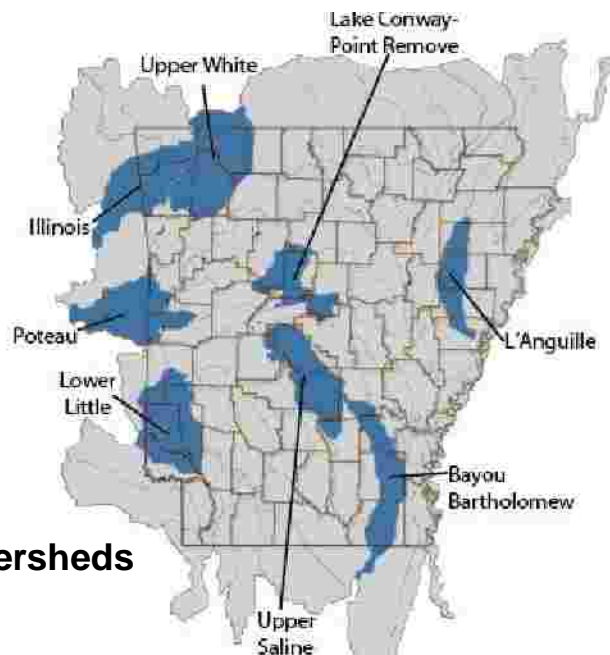 Lake Conway-
Point Remove
Upper White
Illinois
Poteau
L'Anguille
Lower
Little
Bayou
Bartholomew
ersheds
Upper
Saline